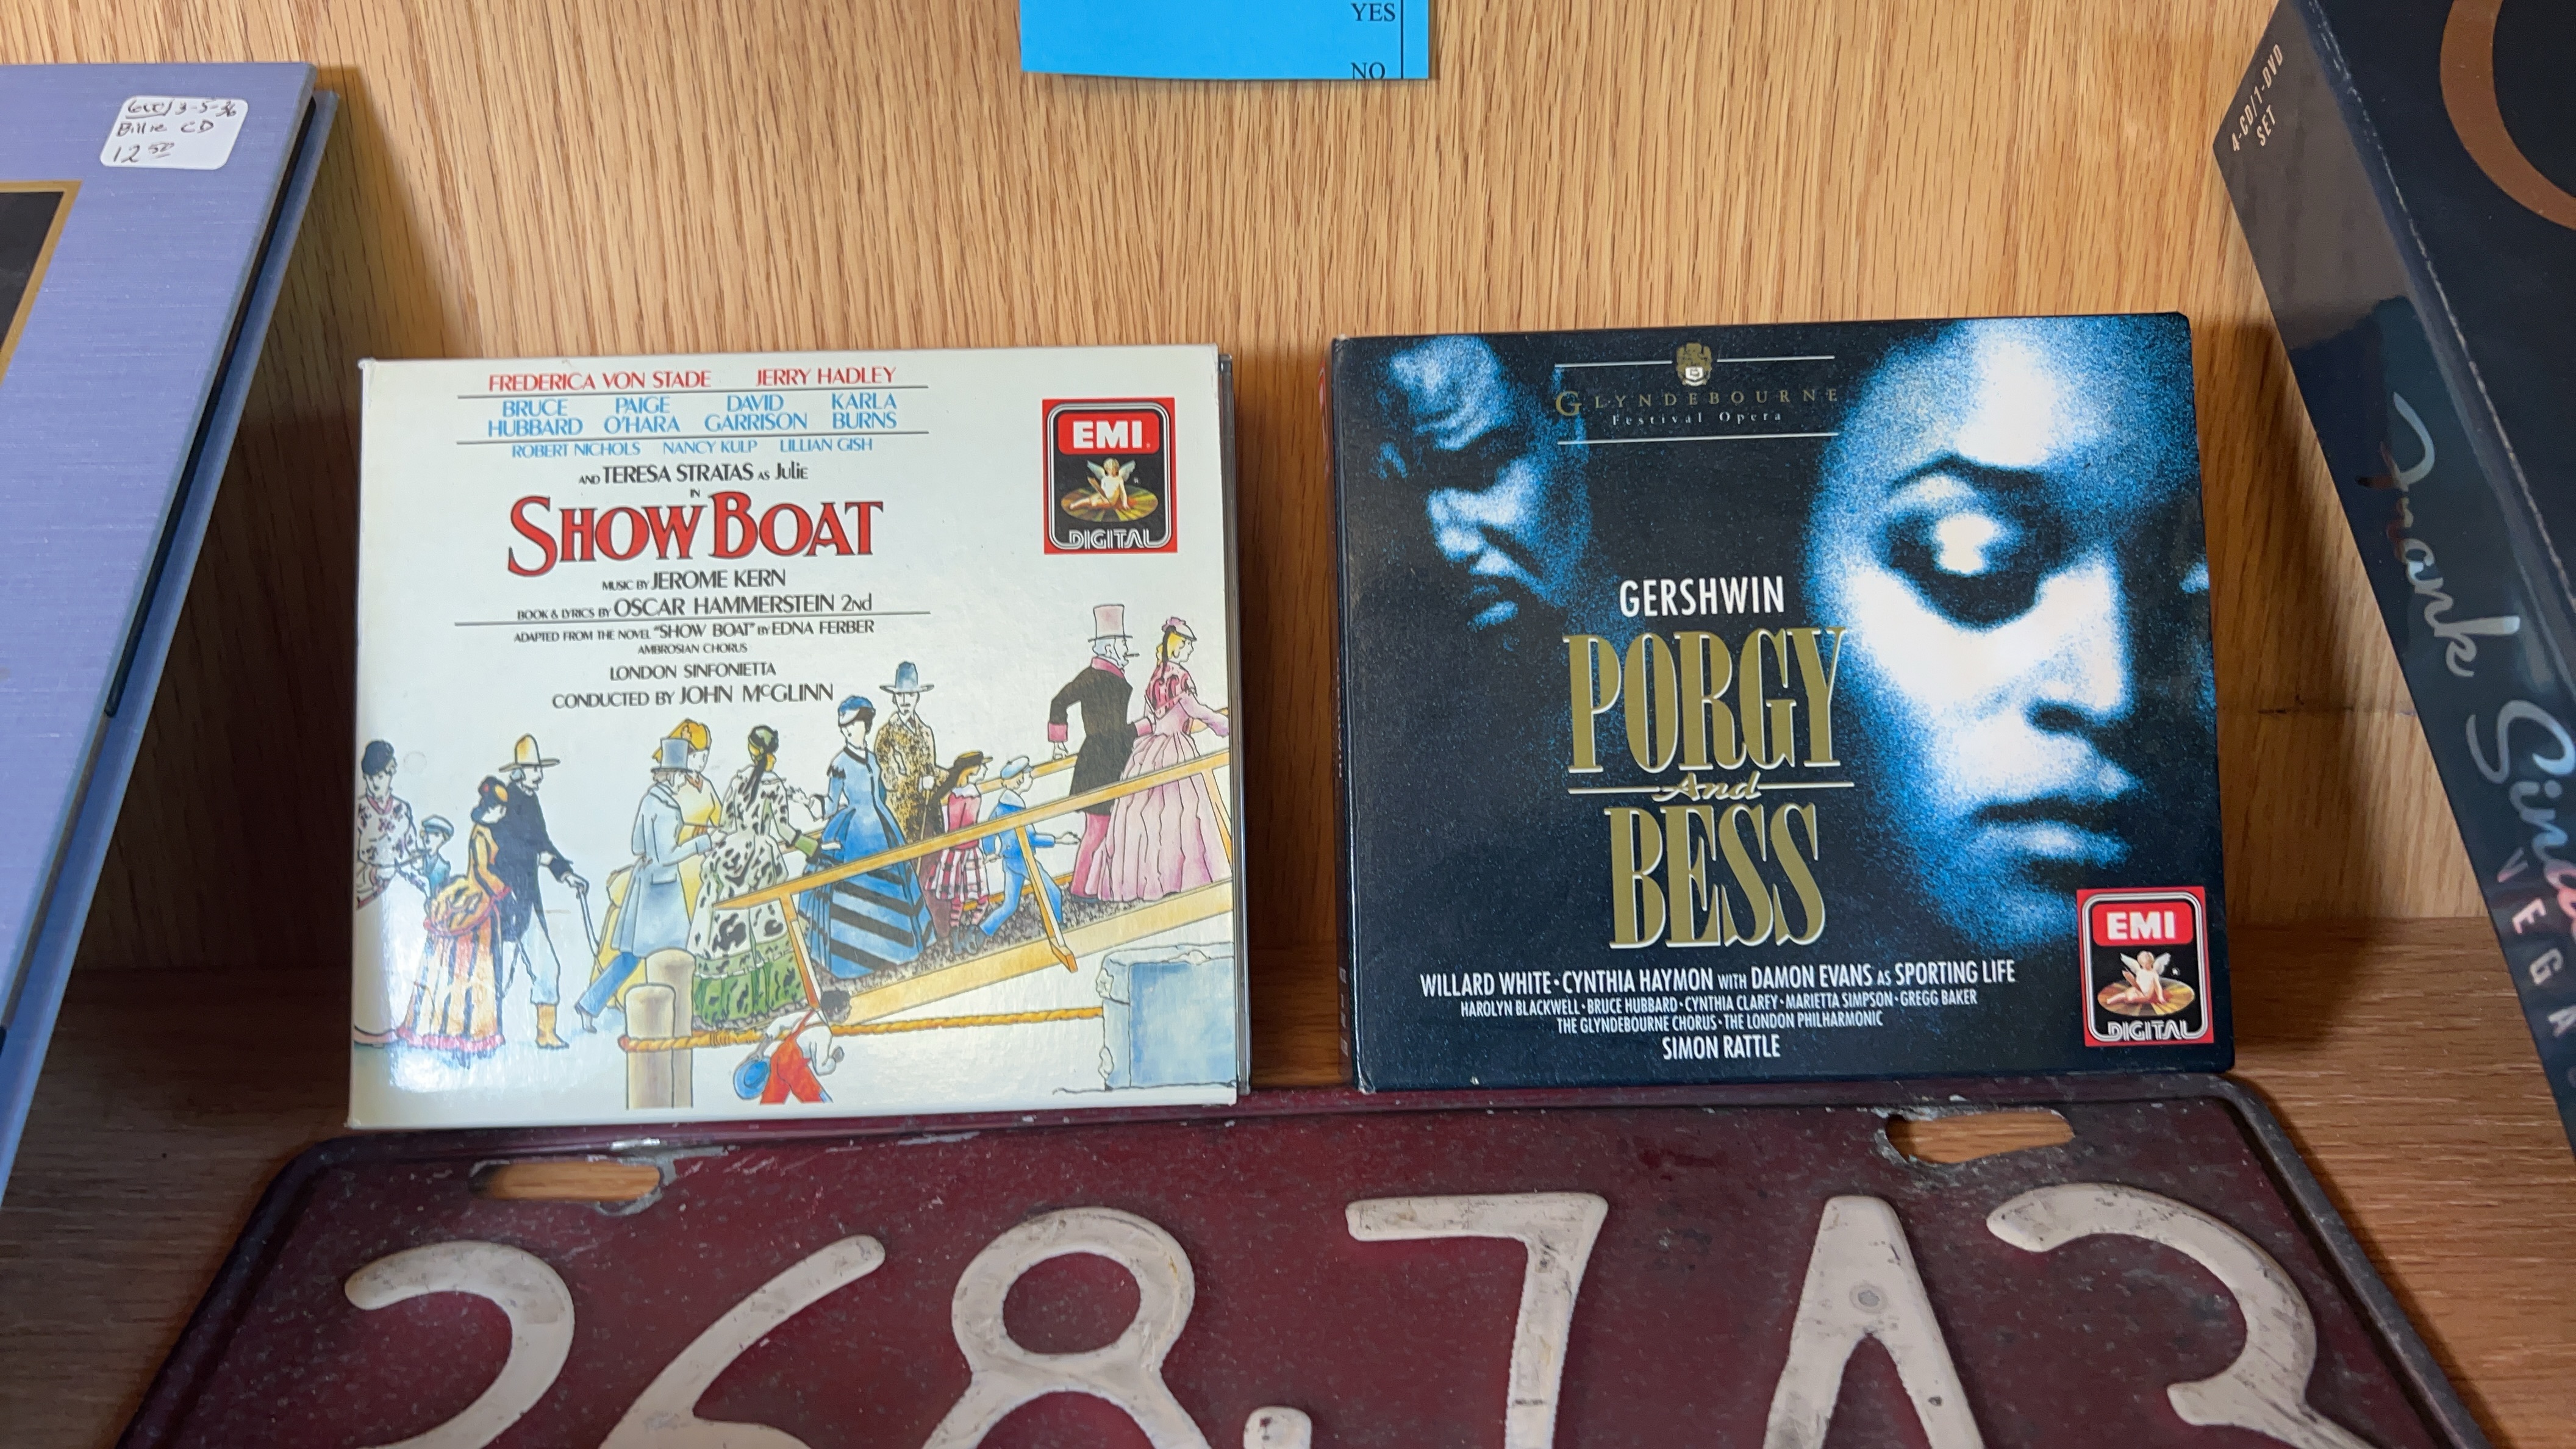 YES
NO
Billie CD
12 50
4-CD/1-DVD
SET
FREDERICA VON STADE JERRY HADLEY
BRUCE HUBBARD PAIGE O'HARA DAVID GARRISON KARLA BURNS
ROBERT NICHOLS NANCY KULP LILLIAN GISH
AND TERESA STRATAS AS Julie
IN
SHOW BOAT
MUSIC BY JEROME KERN
BOOK & LYRICS BY OSCAR HAMMERSTEIN 2nd
ADAPTED FROM THE NOVEL "SHOW BOAT" BY EDNA FERBER
AMBROSIAN CHORUS
LONDON SINFONIETTA
CONDUCTED BY JOHN McGLINN
EMI
DIGITAL
GLYNDEBOURNE
Festival Opera
GERSHWIN
PORGY
And
BESS
WILLARD WHITE · CYNTHIA HAYMON WITH DAMON EVANS AS SPORTING LIFE
HAROLYN BLACKWELL · BRUCE HUBBARD · CYNTHIA CLAREY · MARIETTA SIMPSON · GREGG BAKER
THE GLYNDEBOURNE CHORUS · THE LONDON PHILHARMONIC
SIMON RATTLE
EMI
DIGITAL
Frank Sina
VEGA
268·7A3